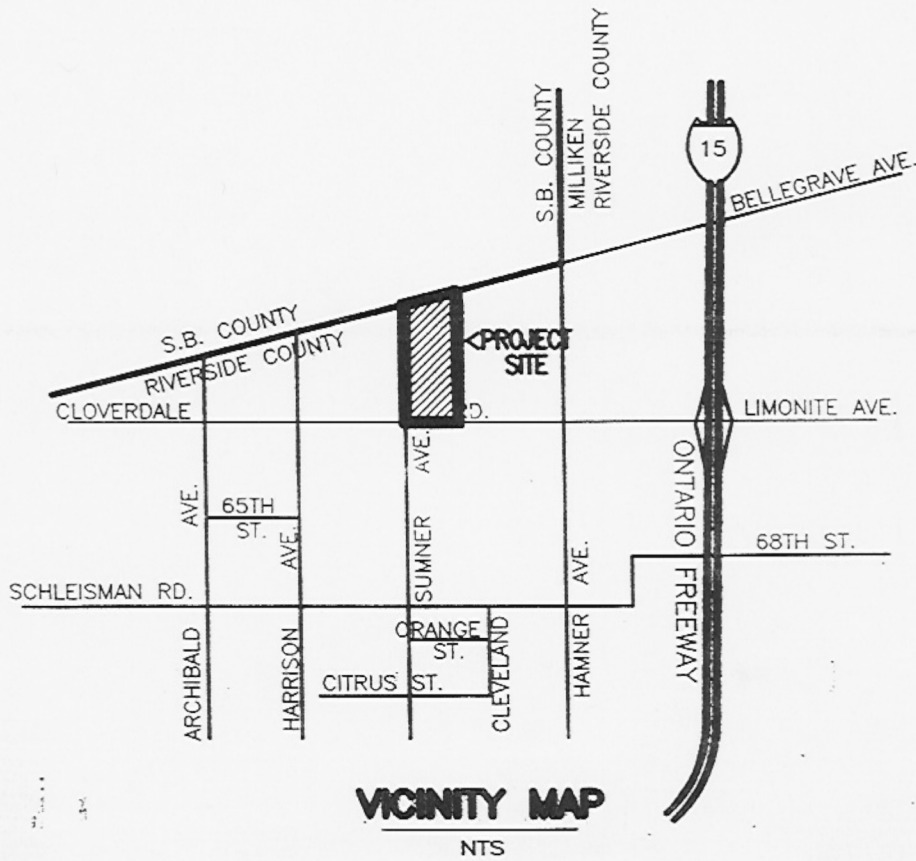 S.B. COUNTY
MILLIKEN
RIVERSIDE COUNTY
15
BELLEGRAVE AVE.
S.B. COUNTY
RIVERSIDE COUNTY
PROJECT
SITE
CLOVERDALE
RD.
LIMONITE AVE.
AVE.
65TH
ST.
AVE.
AVE.
SUMNER
AVE.
ONTARIO FREEWAY
68TH ST.
SCHLEISMAN RD.
ARCHIBALD
HARRISON
ORANGE
ST.
CLEVELAND
HAMNER
CITRUS ST.
VICINITY MAP
NTS